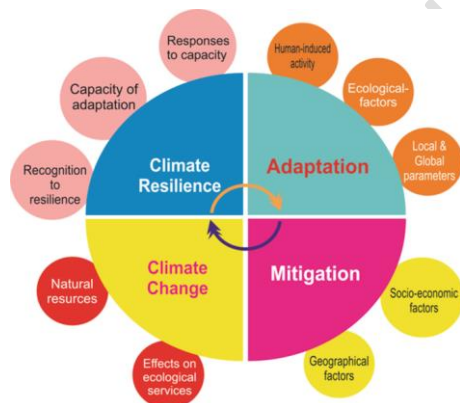 Responses
to capacity
Capacity of
adaptation
Recognition
to
resilience
Climate
Resilience
Human-induced
activity
Ecological-
factors
Local &
Global
parameters
Adaptation
Climate
Change
Natural
resurces
Effects on
ecological
services
Mitigation
Socio-economic
factors
Geographical
factors